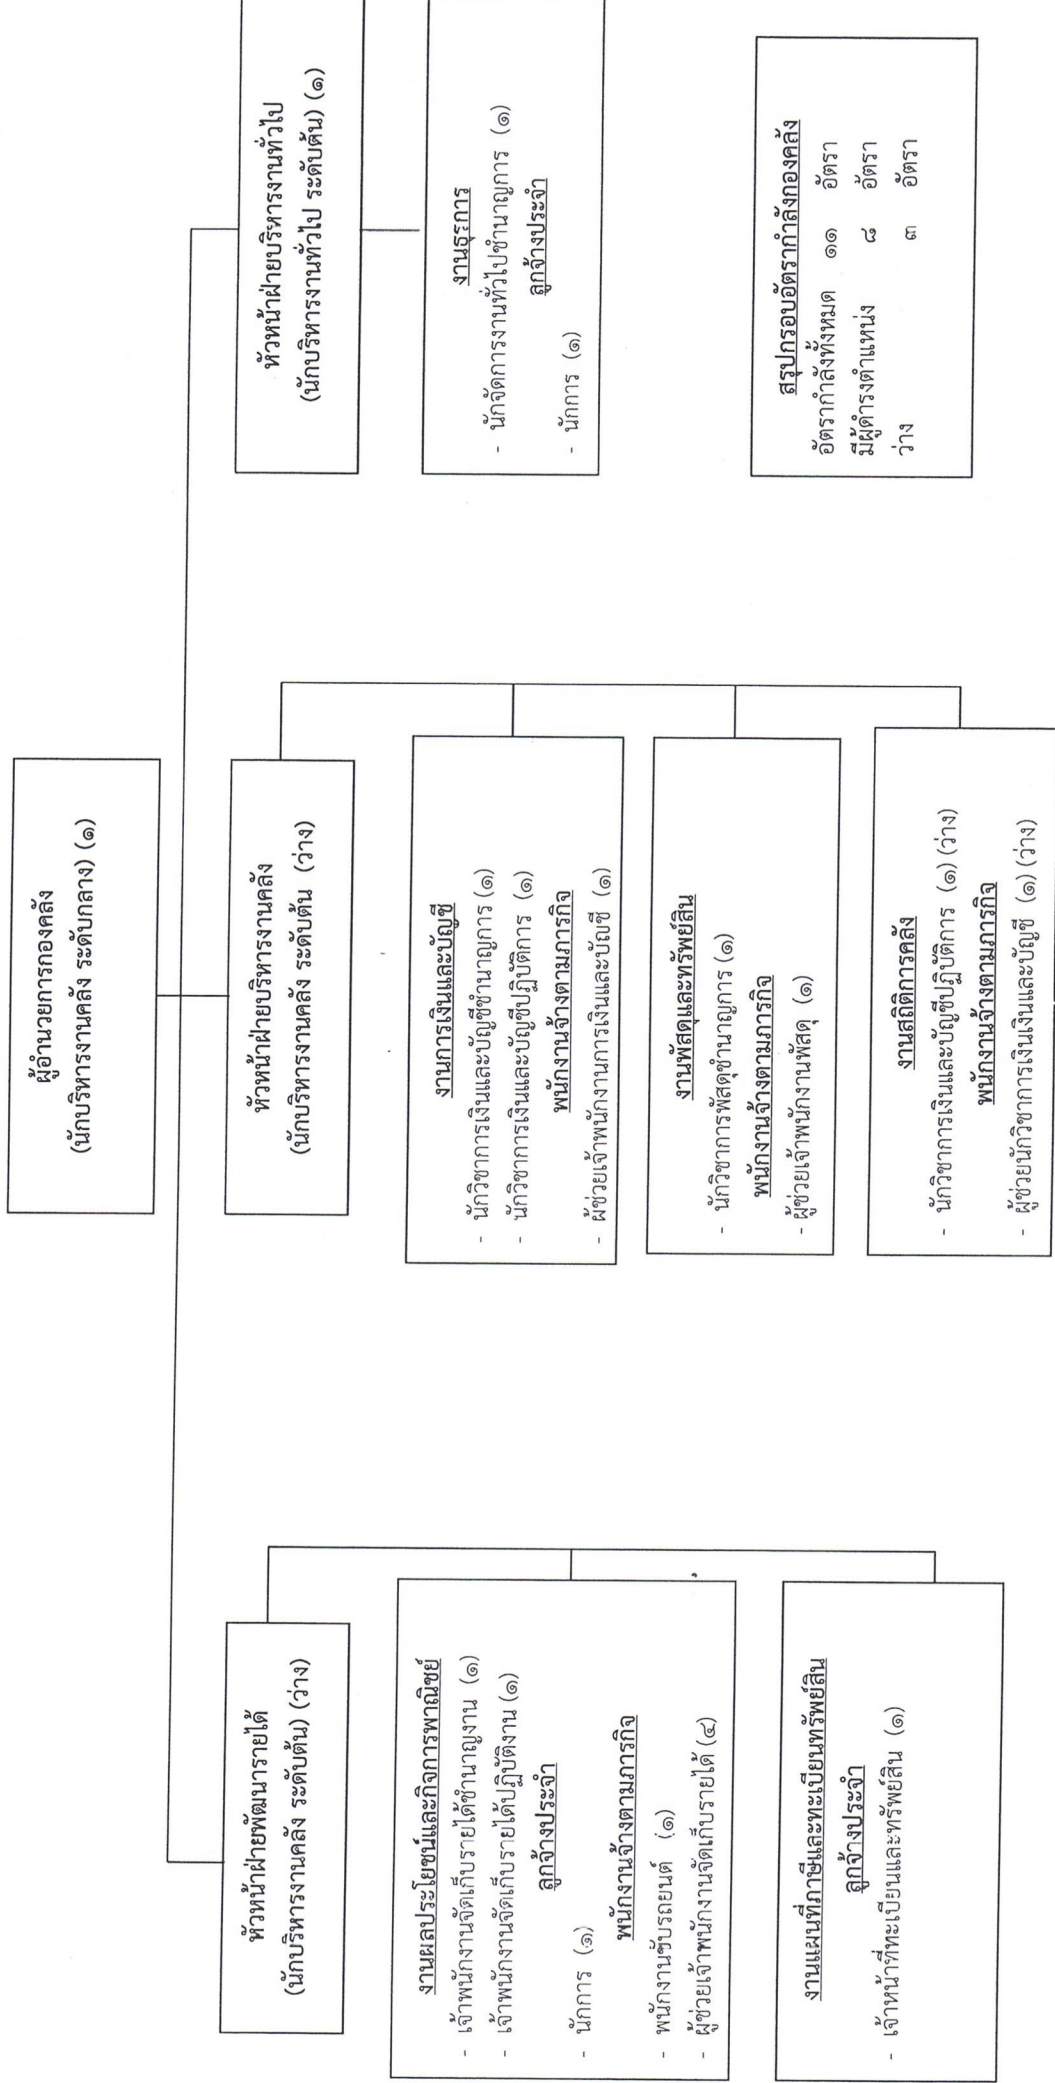 ผู้อำนวยการกองคลัง
(นักบริหารงานคลัง ระดับกลาง) (๑)
หัวหน้าฝ่ายพัฒนารายได้
(นักบริหารงานคลัง ระดับต้น) (ว่าง)
งานผลประโยชน์และกิจการพาณิชย์
- เจ้าพนักงานจัดเก็บรายได้ชำนาญงาน (๑)
- เจ้าพนักงานจัดเก็บรายได้ปฏิบัติงาน (๑)
ลูกจ้างประจำ
- นักการ (๑)
พนักงานจ้างตามภารกิจ
- พนักงานขับรถยนต์ (๑)
- ผู้ช่วยเจ้าพนักงานจัดเก็บรายได้ (๔)
งานแผนที่ภาษีและทะเบียนทรัพย์สิน
ลูกจ้างประจำ
- เจ้าหน้าที่ทะเบียนและทรัพย์สิน (๑)
หัวหน้าฝ่ายบริหารงานคลัง
(นักบริหารงานคลัง ระดับต้น (ว่าง)
งานการเงินและบัญชี
- นักวิชาการเงินและบัญชีชำนาญการ (๑)
- นักวิชาการเงินและบัญชีปฏิบัติการ (๑)
พนักงานจ้างตามภารกิจ
- ผู้ช่วยเจ้าพนักงานการเงินและบัญชี (๑)
งานพัสดุและทรัพย์สิน
- นักวิชาการพัสดุชำนาญการ (๑)
พนักงานจ้างตามภารกิจ
- ผู้ช่วยเจ้าพนักงานพัสดุ (๑)
งานสถิติการคลัง
- นักวิชาการเงินและบัญชีปฏิบัติการ (๑) (ว่าง)
พนักงานจ้างตามภารกิจ
- ผู้ช่วยนักวิชาการเงินเงินและบัญชี (๑) (ว่าง)
หัวหน้าฝ่ายบริหารงานทั่วไป
(นักบริหารงานทั่วไป ระดับต้น) (๑)
งานธุรการ
- นักจัดการงานทั่วไปชำนาญการ (๑)
ลูกจ้างประจำ
- นักการ (๑)
สรุปกรอบอัตรากำลังกองคลัง
อัตรากำลังทั้งหมด ๑๑ อัตรา
มีผู้ดำรงตำแหน่ง ๘ อัตรา
ว่าง ๓ อัตรา